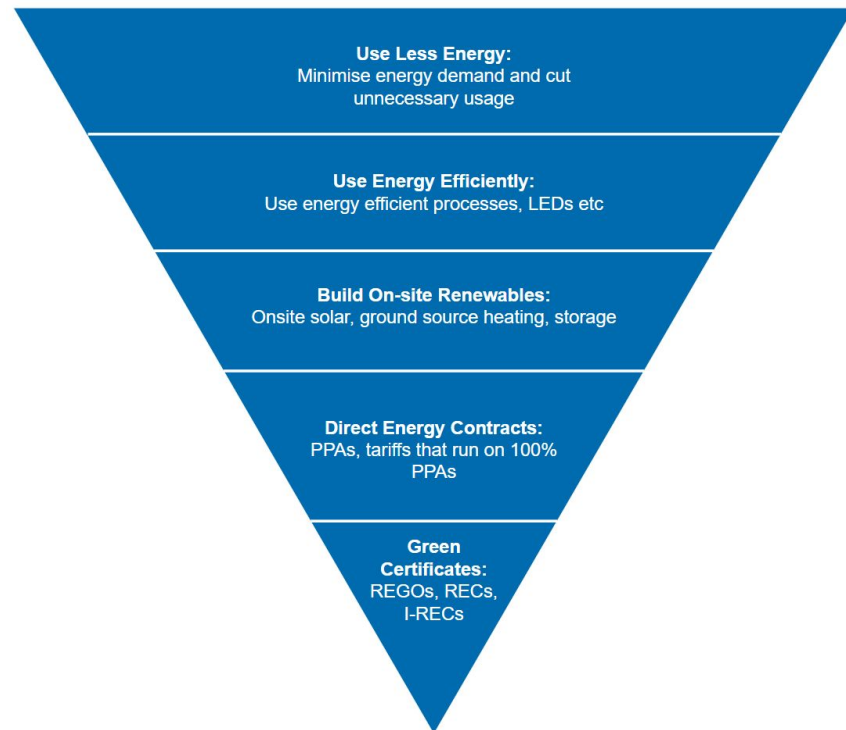 Use Less Energy:
Minimise energy demand and cut
unnecessary usage
Use Energy Efficiently:
Use energy efficient processes, LEDs etc
Build On-site Renewables:
Onsite solar, ground source heating, storage
Direct Energy Contracts:
PPAs, tariffs that run on 100%
PPAs
Green
Certificates:
REGOs, RECs,
I-RECs